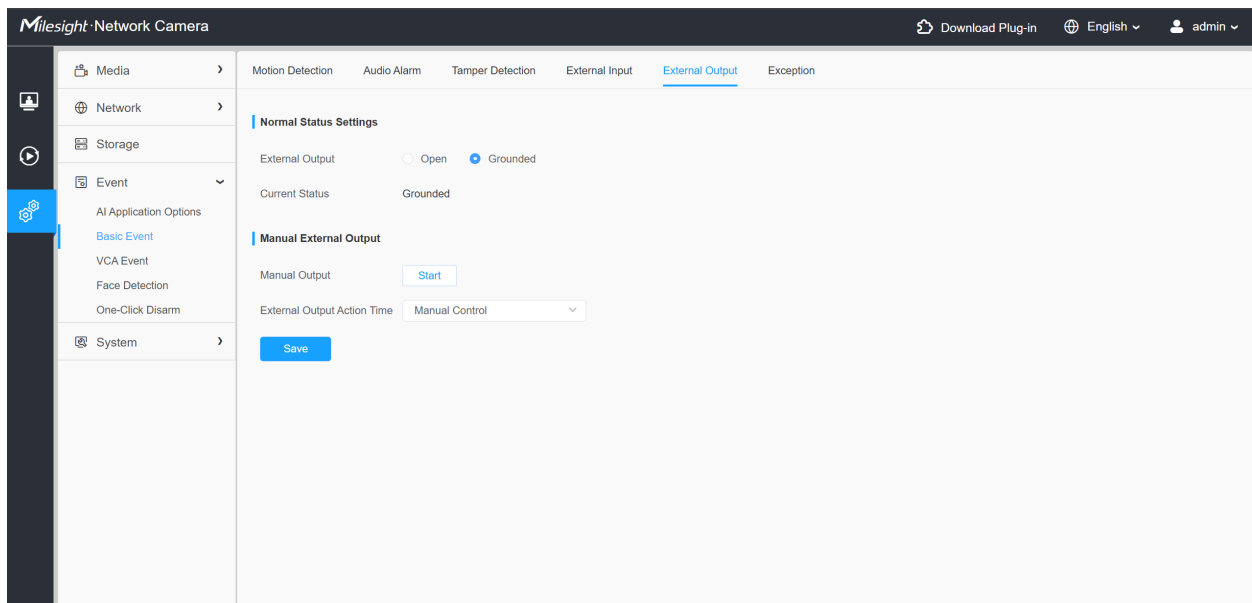 Milesight·Network Camera
Download Plug-in
English
admin
Media
Network
Storage
Event
AI Application Options
Basic Event
VCA Event
Face Detection
One-Click Disarm
System
Motion Detection Audio Alarm Tamper Detection External Input External Output Exception
Normal Status Settings
External Output Open Grounded
Current Status Grounded
Manual External Output
Manual Output Start
External Output Action Time Manual Control
Save